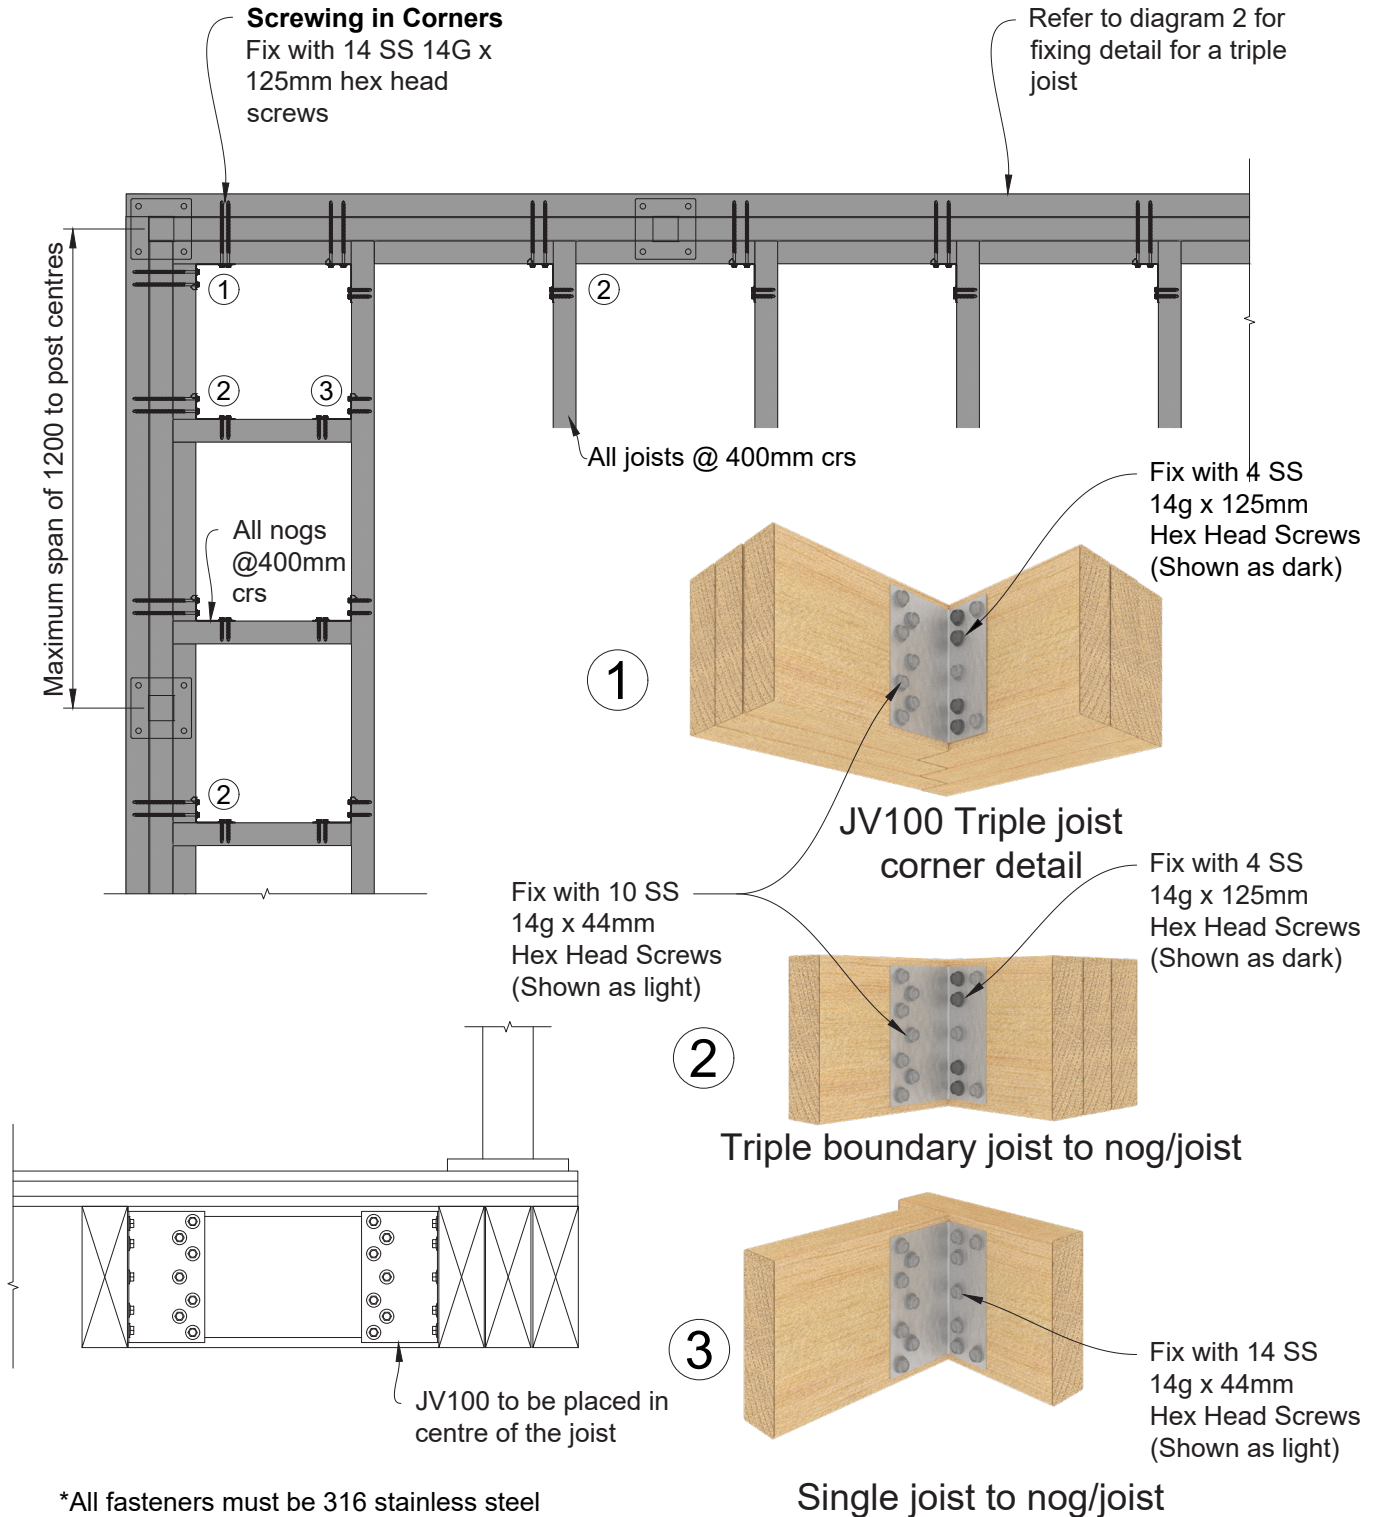 Screwing in Corners
Fix with 14 SS 14G x
125mm hex head
screws
Refer to diagram 2 for
fixing detail for a triple
joist
Maximum span of 1200 to post centres
1
2
2
3
All joists @ 400mm crs
All nogs
@400mm
crs
2
Fix with 4 SS
14g x 125mm
Hex Head Screws
(Shown as dark)
1
JV100 Triple joist
corner detail
Fix with 10 SS
14g x 44mm
Hex Head Screws
(Shown as light)
Fix with 4 SS
14g x 125mm
Hex Head Screws
(Shown as dark)
2
Triple boundary joist to nog/joist
JV100 to be placed in
centre of the joist
3
Fix with 14 SS
14g x 44mm
Hex Head Screws
(Shown as light)
Single joist to nog/joist
*All fasteners must be 316 stainless steel